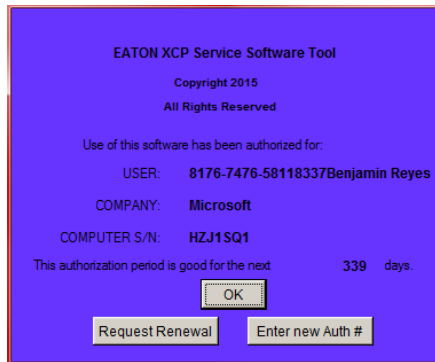 EATON XCP Service Software Tool
Copyright 2015
All Rights Reserved
Use of this software has been authorized for:
USER: 8176-7476-58118337Benjamin Reyes
COMPANY: Microsoft
COMPUTER S/N: HZJ1SQ1
This authorization period is good for the next 339 days.
OK
Request Renewal Enter new Auth #